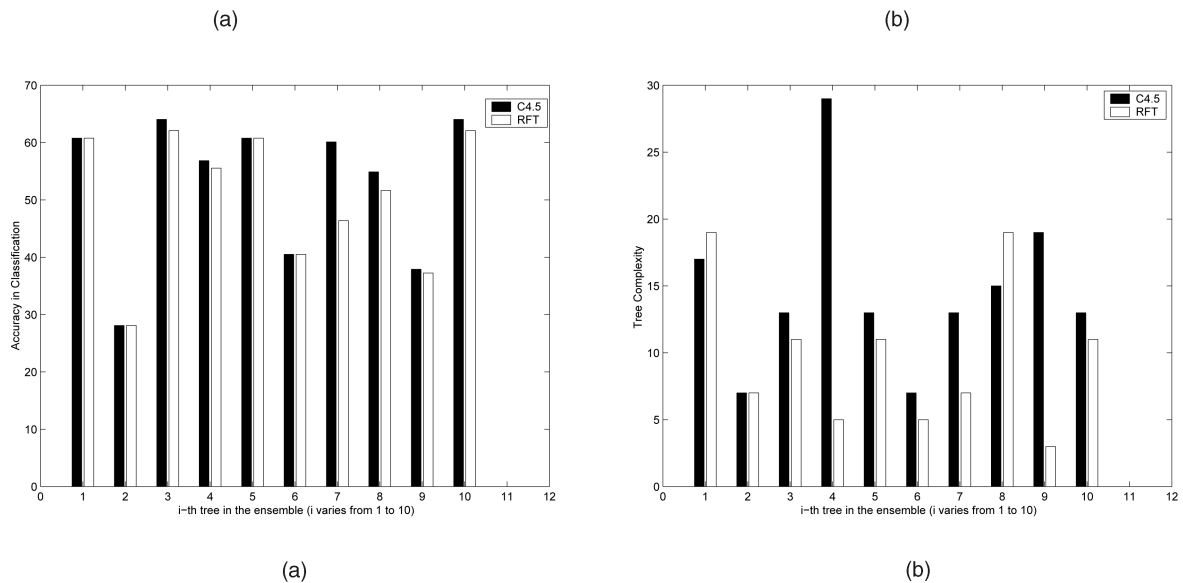 (a)
(b)
70
60
50
40
30
20
10
0
Accuracy in Classification
C4.5
RFT
0 1 2 3 4 5 6 7 8 9 10 11 12
i−th tree in the ensemble (i varies from 1 to 10)
(a)
30
25
20
15
10
5
0
Tree Complexity
C4.5
RFT
0 1 2 3 4 5 6 7 8 9 10 11 12
i−th tree in the ensemble (i varies from 1 to 10)
(b)